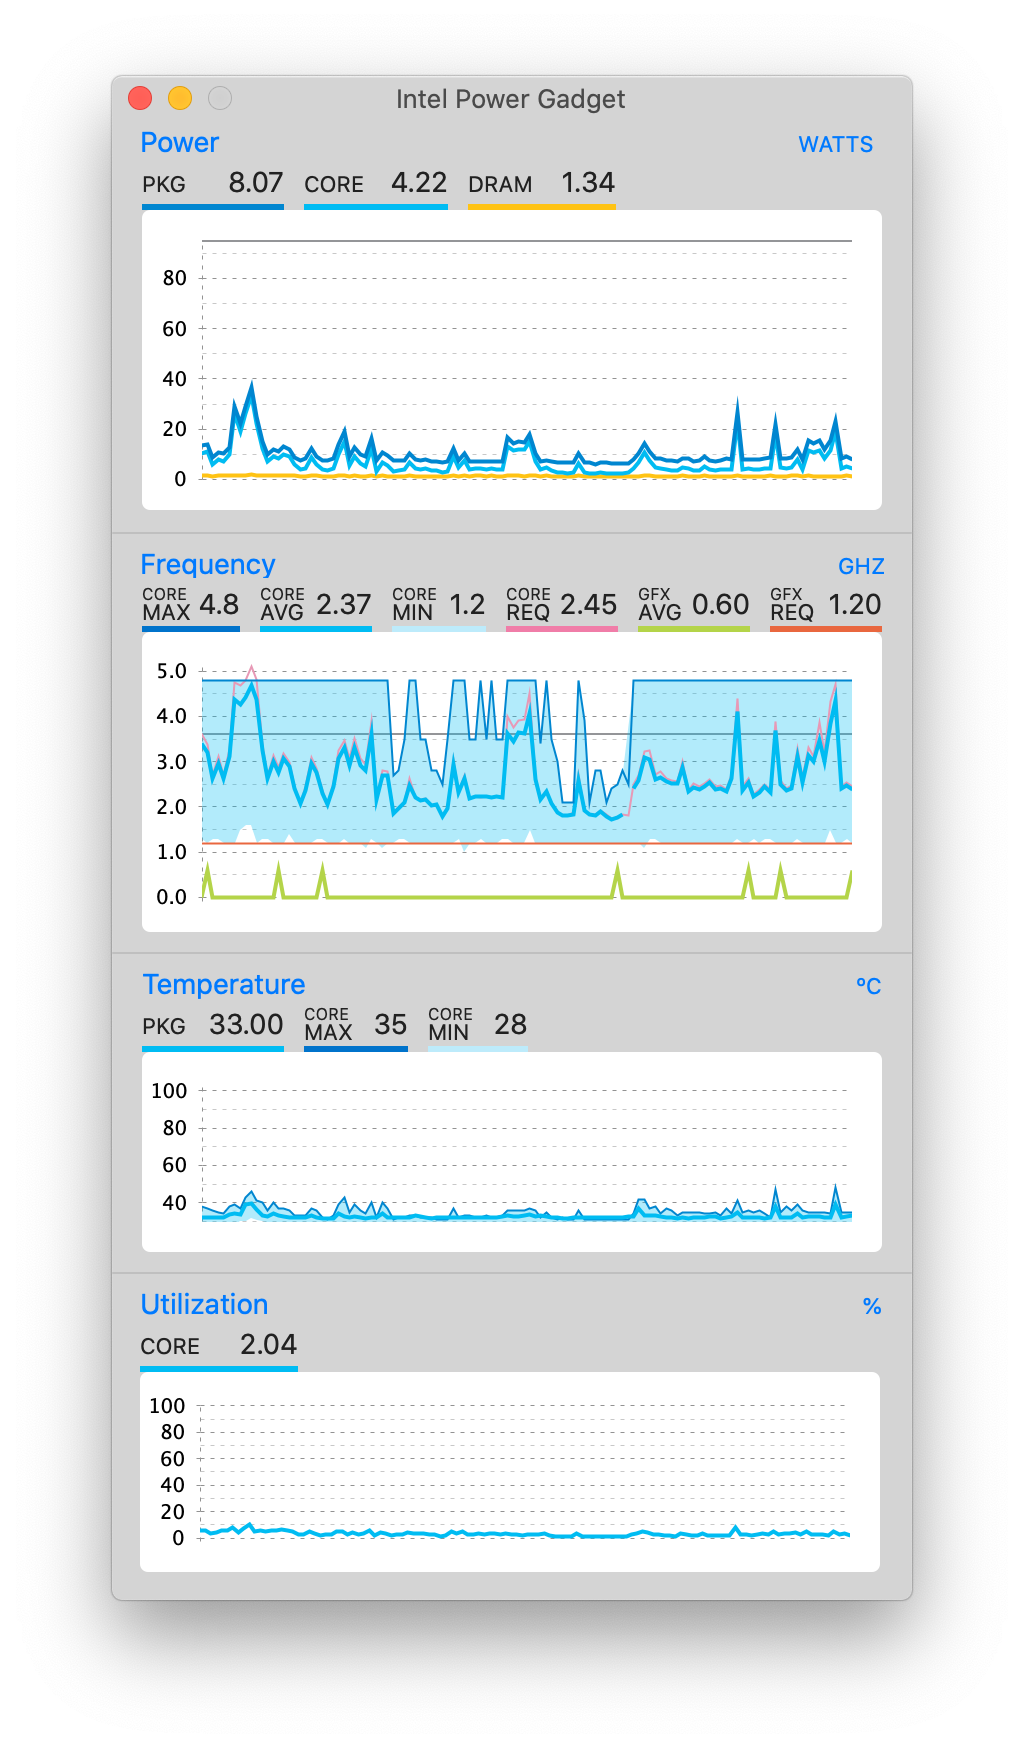 Intel Power Gadget
Power WATTS
PKG 8.07 CORE 4.22 DRAM 1.34
80
60
40
20
0
Frequency GHZ
CORE MAX 4.8 CORE AVG 2.37 CORE MIN 1.2 CORE REQ 2.45 GFX AVG 0.60 GFX REQ 1.20
5.0
4.0
3.0
2.0
1.0
0.0
Temperature ºC
PKG 33.00 CORE MAX 35 CORE MIN 28
100
80
60
40
Utilization %
CORE 2.04
100
80
60
40
20
0